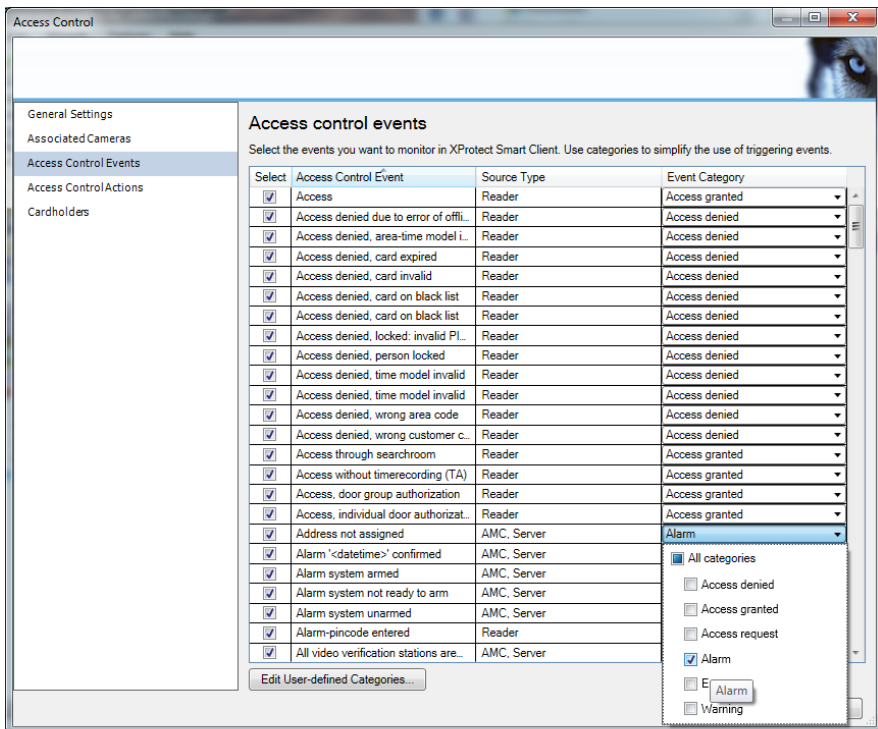 Access Control
General Settings
Associated Cameras
Access Control Events
Access Control Actions
Cardholders
Access control events
Select the events you want to monitor in XProtect Smart Client. Use categories to simplify the use of triggering events.
Select Access Control Event Source Type Event Category
Access Reader Access granted
Access denied due to error of offli... Reader Access denied
Access denied, area-time model i... Reader Access denied
Access denied, card expired Reader Access denied
Access denied, card invalid Reader Access denied
Access denied, card on black list Reader Access denied
Access denied, card on black list Reader Access denied
Access denied, locked: invalid PI... Reader Access denied
Access denied, person locked Reader Access denied
Access denied, time model invalid Reader Access denied
Access denied, time model invalid Reader Access denied
Access denied, wrong area code Reader Access denied
Access denied, wrong customer c... Reader Access denied
Access through searchroom Reader Access granted
Access without timerecording (TA) Reader Access granted
Access, door group authorization Reader Access granted
Access, individual door authorizat... Reader Access granted
Address not assigned AMC, Server Alarm
Alarm '<datetime>' confirmed AMC, Server
Alarm system armed AMC, Server
Alarm system not ready to arm AMC, Server
Alarm system unarmed AMC, Server
Alarm-pincode entered Reader
All video verification stations are... AMC, Server
All categories
Access denied
Access granted
Access request
Alarm
Alarm
Warning
Edit User-defined Categories...